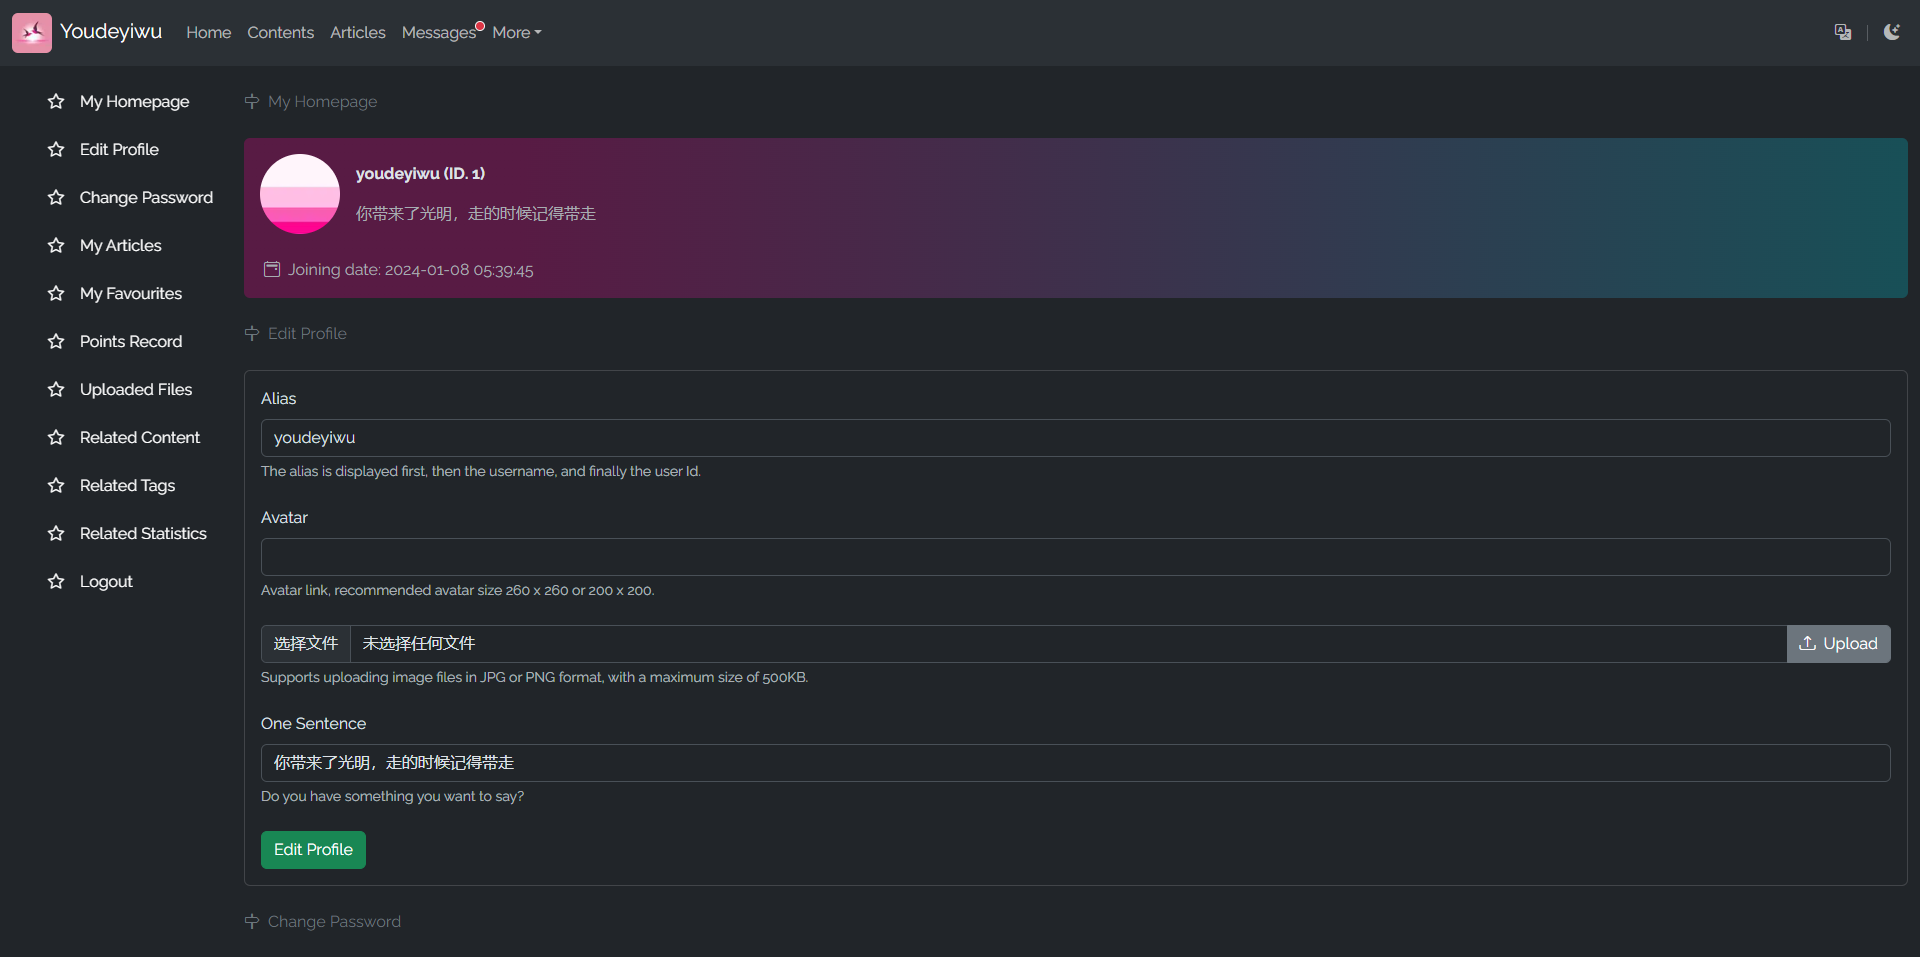 Youdeyiwu
Home
Contents
Articles
Messages
More
My Homepage
Edit Profile
Change Password
My Articles
My Favourites
Points Record
Uploaded Files
Related Content
Related Tags
Related Statistics
Logout
My Homepage
youdeyiwu (ID. 1)
你带来了光明，走的时候记得带走
Joining date: 2024-01-08 05:39:45
Edit Profile
Alias
youdeyiwu
The alias is displayed first, then the username, and finally the user Id.
Avatar
Avatar link, recommended avatar size 260 x 260 or 200 x 200.
选择文件 未选择任何文件
Upload
Supports uploading image files in JPG or PNG format, with a maximum size of 500KB.
One Sentence
你带来了光明，走的时候记得带走
Do you have something you want to say?
Edit Profile
Change Password